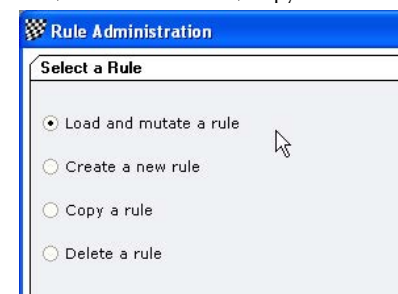 Rule Administration
Select a Rule
Load and mutate a rule
Create a new rule
Copy a rule
Delete a rule